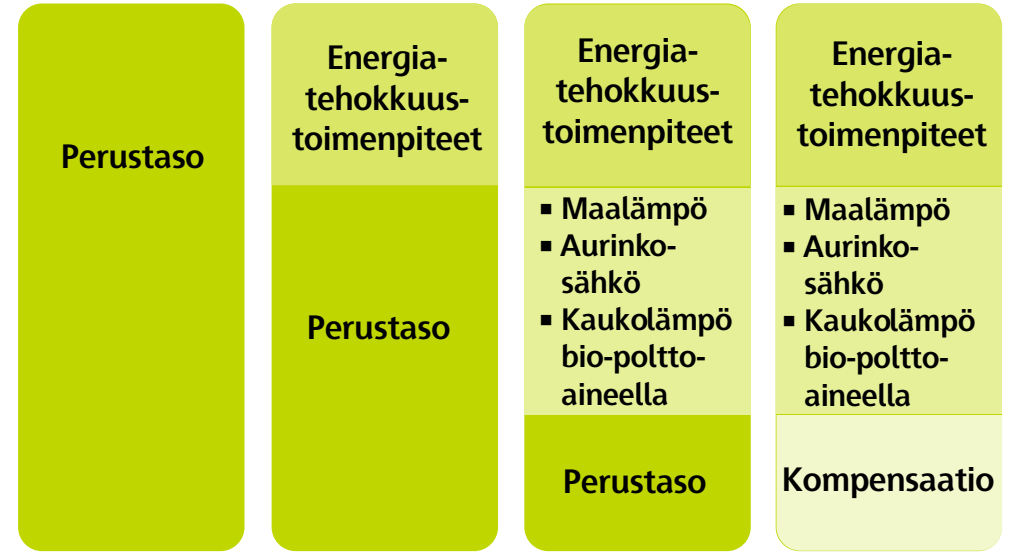 Perustaso
Energia-
tehokkuus-
toimenpiteet
Perustaso
Energia-
tehokkuus-
toimenpiteet
▪ Maalämpö
▪ Aurinko-
sähkö
▪ Kaukolämpö
bio-poltto-
aineella
Perustaso
Energia-
tehokkuus-
toimenpiteet
▪ Maalämpö
▪ Aurinko-
sähkö
▪ Kaukolämpö
bio-poltto-
aineella
Kompensaatio